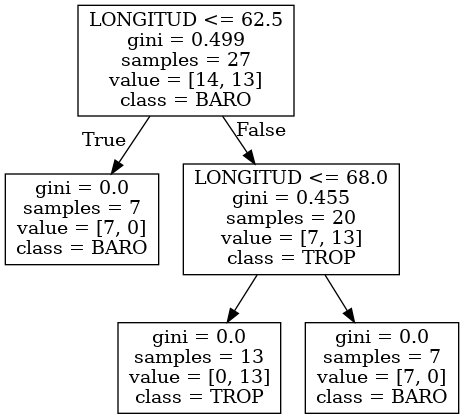 LONGITUD <= 62.5
gini = 0.499
samples = 27
value = [14, 13]
class = BARO
True
False
gini = 0.0
samples = 7
value = [7, 0]
class = BARO
LONGITUD <= 68.0
gini = 0.455
samples = 20
value = [7, 13]
class = TROP
gini = 0.0
samples = 13
value = [0, 13]
class = TROP
gini = 0.0
samples = 7
value = [7, 0]
class = BARO